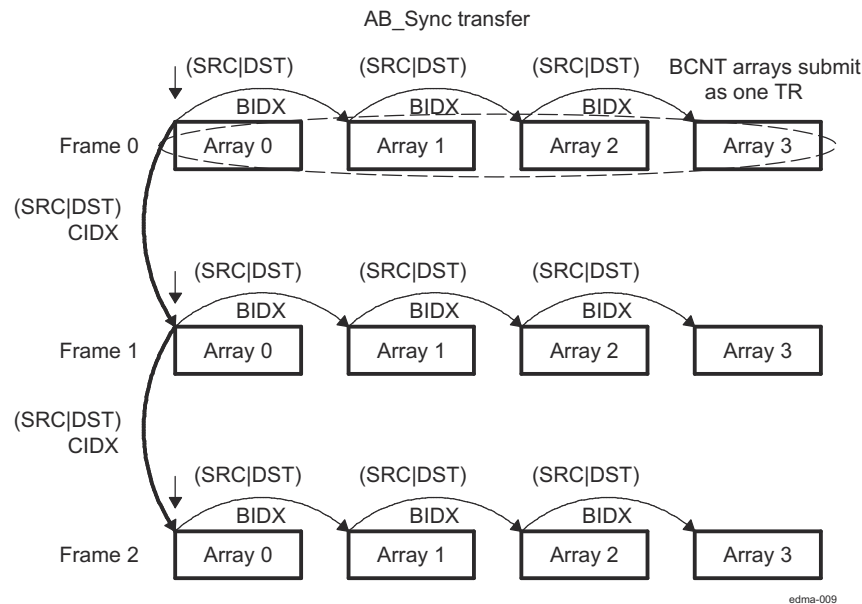 AB_Sync transfer
(SRC|DST) (SRC|DST) (SRC|DST) BCNT arrays submit
as one TR
BIDX BIDX BIDX
Frame 0 Array 0 Array 1 Array 2 Array 3
(SRC|DST)
CIDX
(SRC|DST) (SRC|DST) (SRC|DST)
BIDX BIDX BIDX
Frame 1 Array 0 Array 1 Array 2 Array 3
(SRC|DST)
CIDX
(SRC|DST) (SRC|DST) (SRC|DST)
BIDX BIDX BIDX
Frame 2 Array 0 Array 1 Array 2 Array 3
edma-009